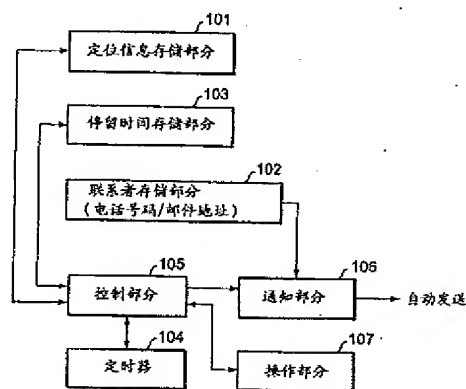 101
定位信息存储部分
103
停留时间存储部分
102
联系者存储部分
(电话号码/邮件地址)
105
控制部分
106
通知部分
自动发送
104
定时器
107
操作部分